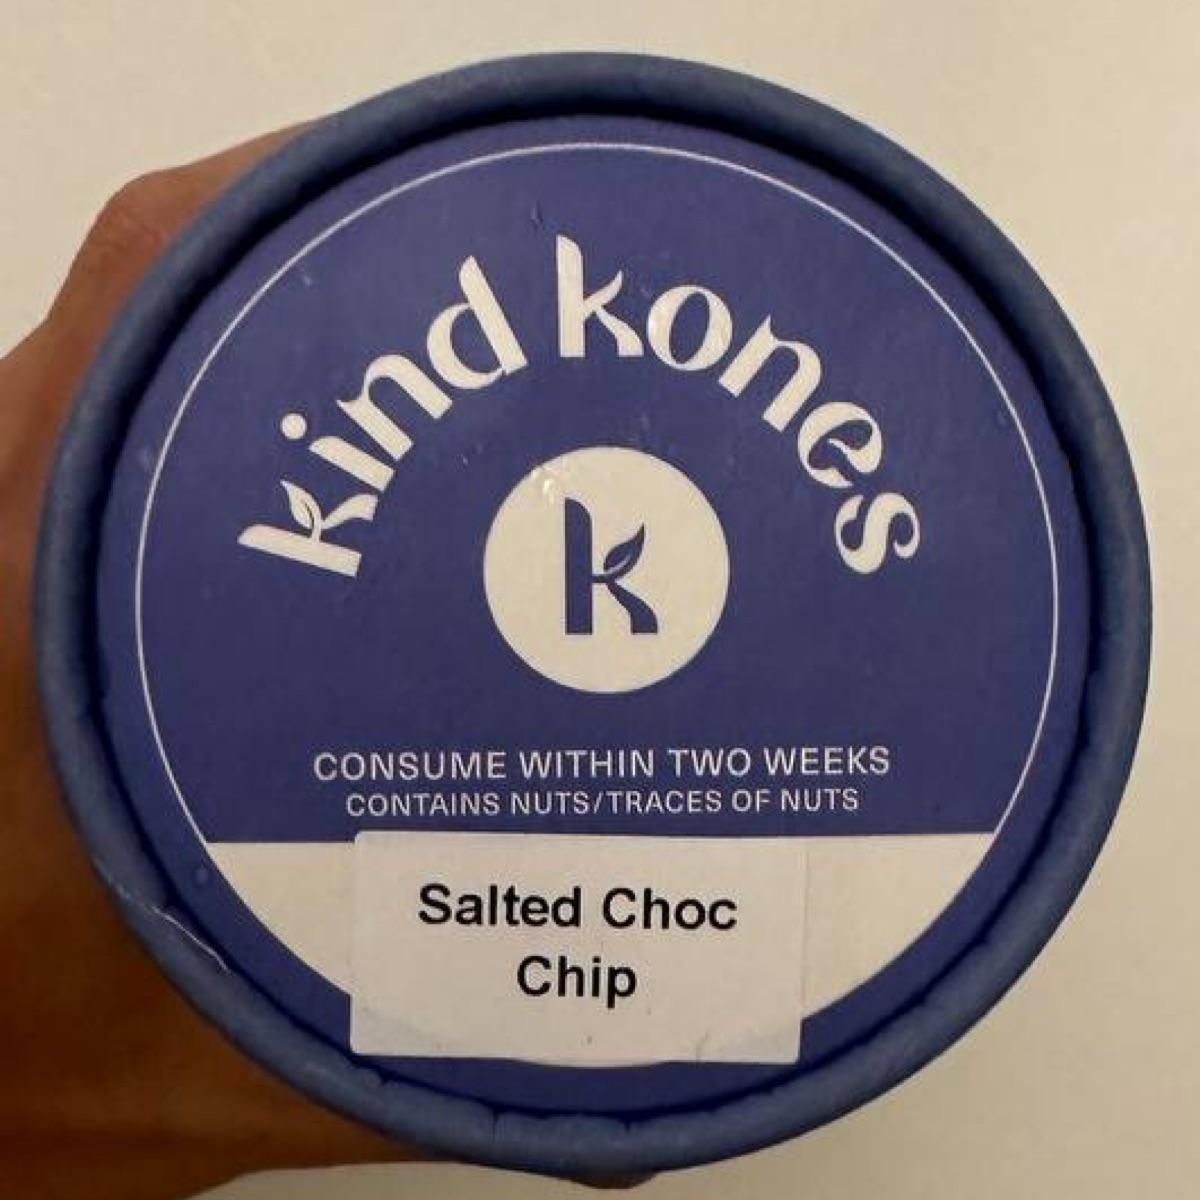 kind kones
k
CONSUME WITHIN TWO WEEKS
CONTAINS NUTS/TRACES OF NUTS
Salted Choc
Chip